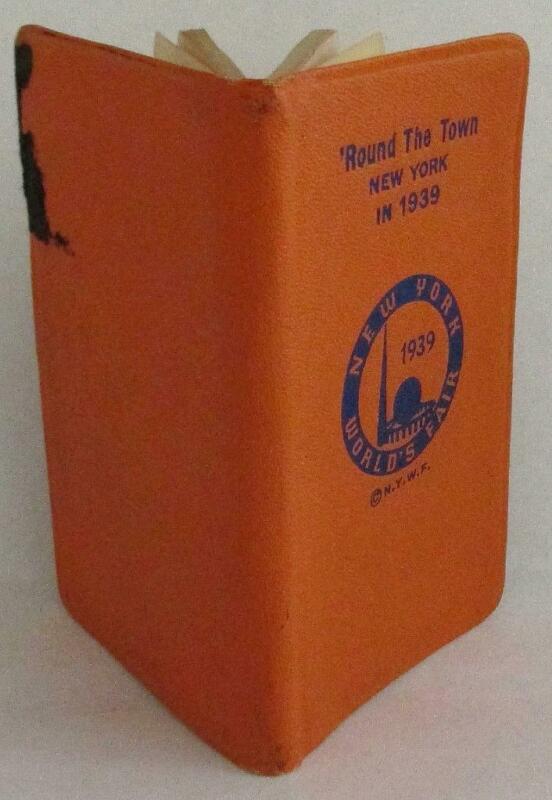 'Round The Town
NEW YORK
IN 1939
NEW YORK
1939
WORLD'S FAIR
© N.Y.W.F.